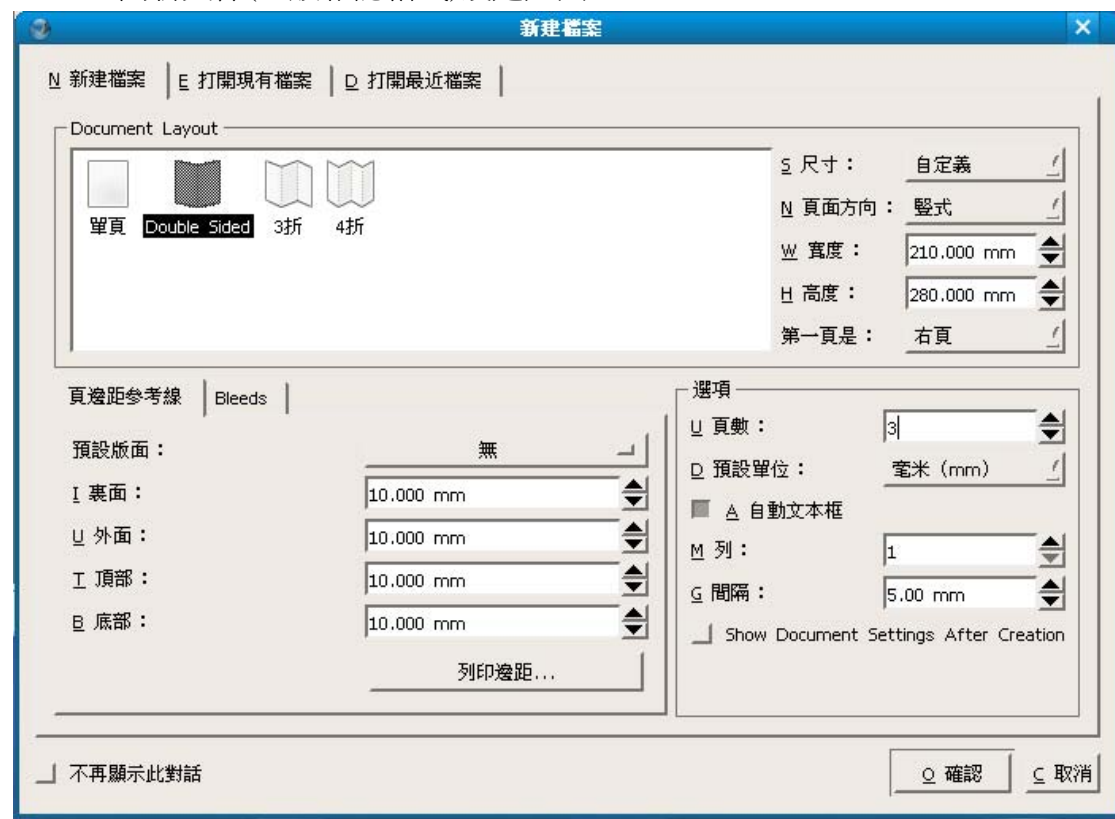 新建檔案
N 新建檔案 E 打開現有檔案 D 打開最近檔案
Document Layout
單頁 Double Sided 3折 4折
S 尺寸： 自定義
N 頁面方向： 豎式
W 寬度： 210.000 mm
H 高度： 280.000 mm
第一頁是： 右頁
頁邊距參考線 Bleeds
預設版面： 無
I 裏面： 10.000 mm
U 外面： 10.000 mm
T 頂部： 10.000 mm
B 底部： 10.000 mm
列印邊距...
選項
U 頁數： 3
D 預設單位： 毫米 (mm)
A 自動文本框
M 列： 1
G 間隔： 5.00 mm
Show Document Settings After Creation
不再顯示此對話
O 確認 C 取消